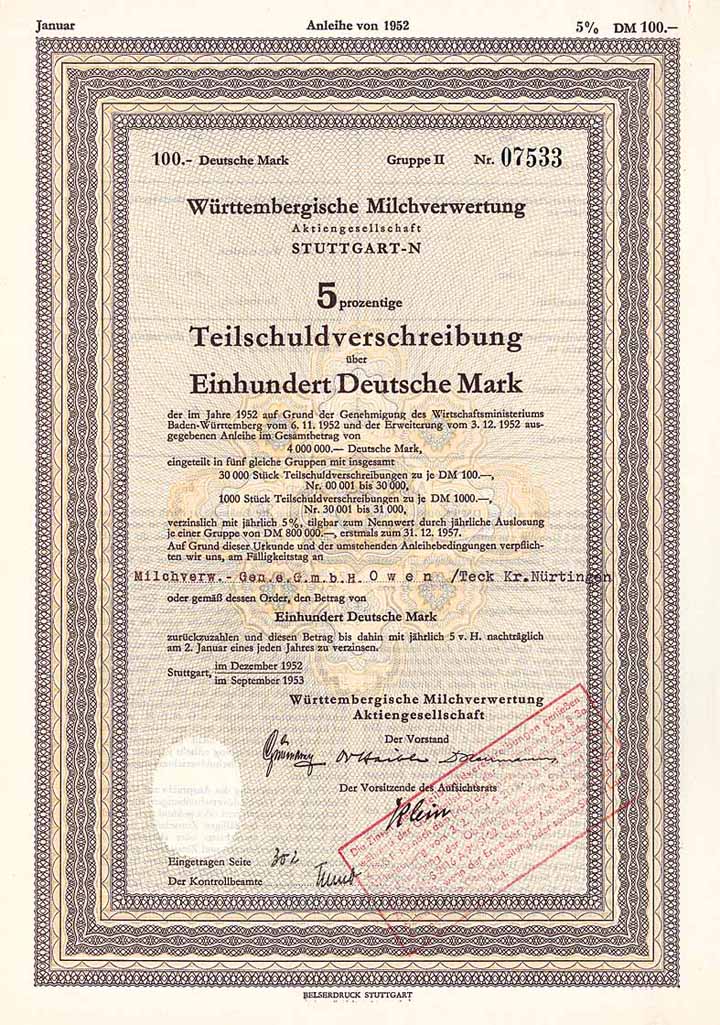 Januar Anleihe von 1952 5% DM 100.—
100.- Deutsche Mark Gruppe II Nr. 07533
Württembergische Milchverwertung
Aktiengesellschaft
STUTTGART-N
5 prozentige
Teilschuldverschreibung
über
Einhundert Deutsche Mark
der im Jahre 1952 auf Grund der Genehmigung des Wirtschaftsministeriums
Baden-Württemberg vom 6. 11. 1952 und der Erweiterung vom 3. 12. 1952 aus-
gegebenen Anleihe im Gesamtbetrag von
4 000 000.— Deutsche Mark,
eingeteilt in fünf gleiche Gruppen mit insgesamt
30 000 Stück Teilschuldverschreibungen zu je DM 100.—,
Nr. 00 001 bis 30 000,
1000 Stück Teilschuldverschreibungen zu je DM 1000.—,
Nr. 30 001 bis 31 000,
verzinslich mit jährlich 5%, tilgbar zum Nennwert durch jährliche Auslosung
je einer Gruppe von DM 800 000.—, erstmals zum 31. 12. 1957.
Auf Grund dieser Urkunde und der umstehenden Anleihebedingungen verpflich-
ten wir uns, am Fälligkeitstag an
Milchverw.- Gen.e.G.m.b.H. Owen /Teck Kr.Nürtingen
oder gemäß dessen Order, den Betrag von
Einhundert Deutsche Mark
zurückzuzahlen und diesen Betrag bis dahin mit jährlich 5 v. H. nachträglich
am 2. Januar eines jeden Jahres zu verzinsen.
Stuttgart, im Dezember 1952
im September 1953
Württembergische Milchverwertung
Aktiengesellschaft
Der Vorstand
Der Vorsitzende des Aufsichtsrats
Klein
Eingetragen Seite 302
Der Kontrollbeamte
BELSERDRUCK STUTTGART